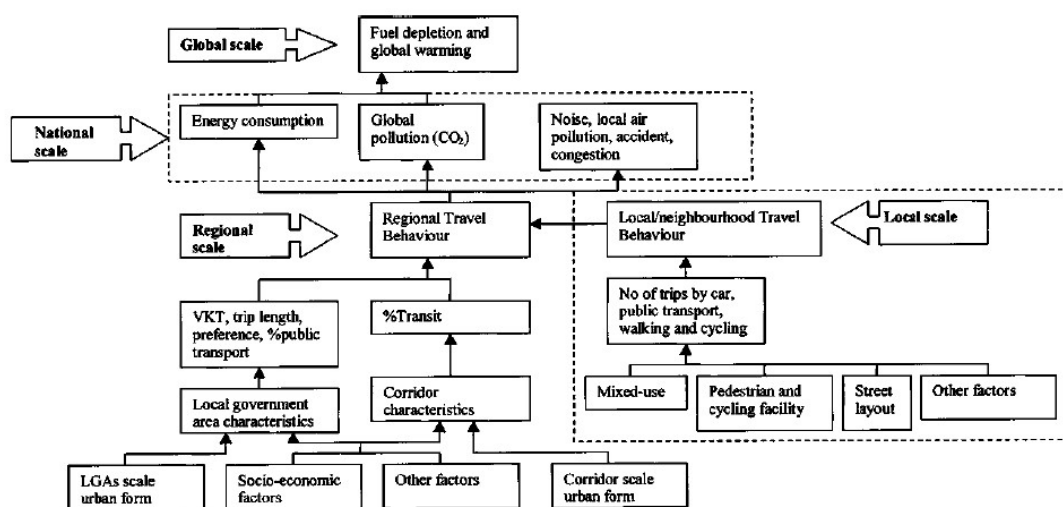 Global scale
Fuel depletion and
global warming
National
scale
Energy consumption
Global
pollution (CO₂)
Noise, local air
pollution, accident,
congestion
Regional
scale
Regional Travel
Behaviour
Local/neighbourhood Travel
Behaviour
Local scale
VKT, trip length,
preference, %public
transport
%Transit
No of trips by car,
public transport,
walking and cycling
Local government
area characteristics
Corridor
characteristics
Mixed-use
Pedestrian and
cycling facility
Street
layout
Other factors
LGAs scale
urban form
Socio-economic
factors
Other factors
Corridor scale
urban form